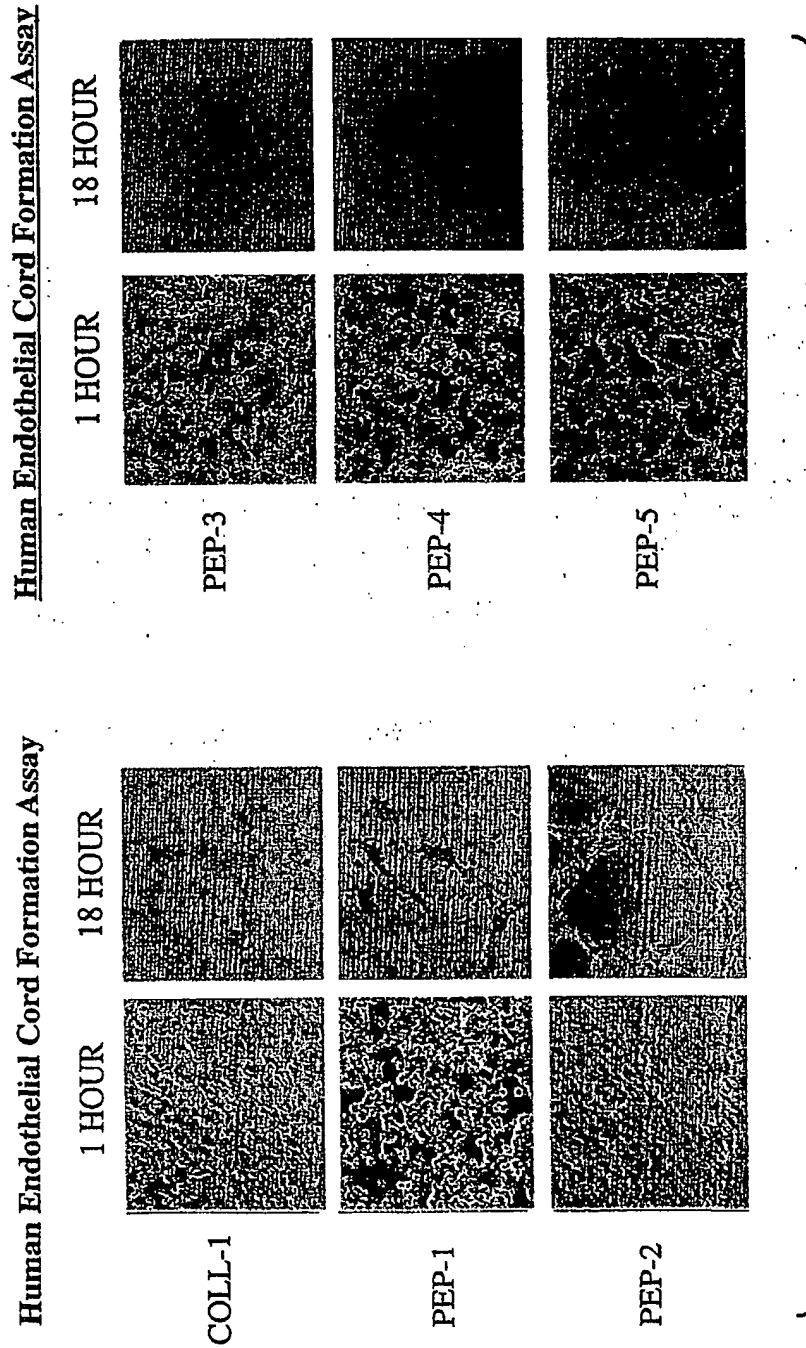 Human Endothelial Cord Formation Assay
1 HOUR 18 HOUR
COLL-1
PEP-1
PEP-2
Human Endothelial Cord Formation Assay
1 HOUR 18 HOUR
PEP-3
PEP-4
PEP-5